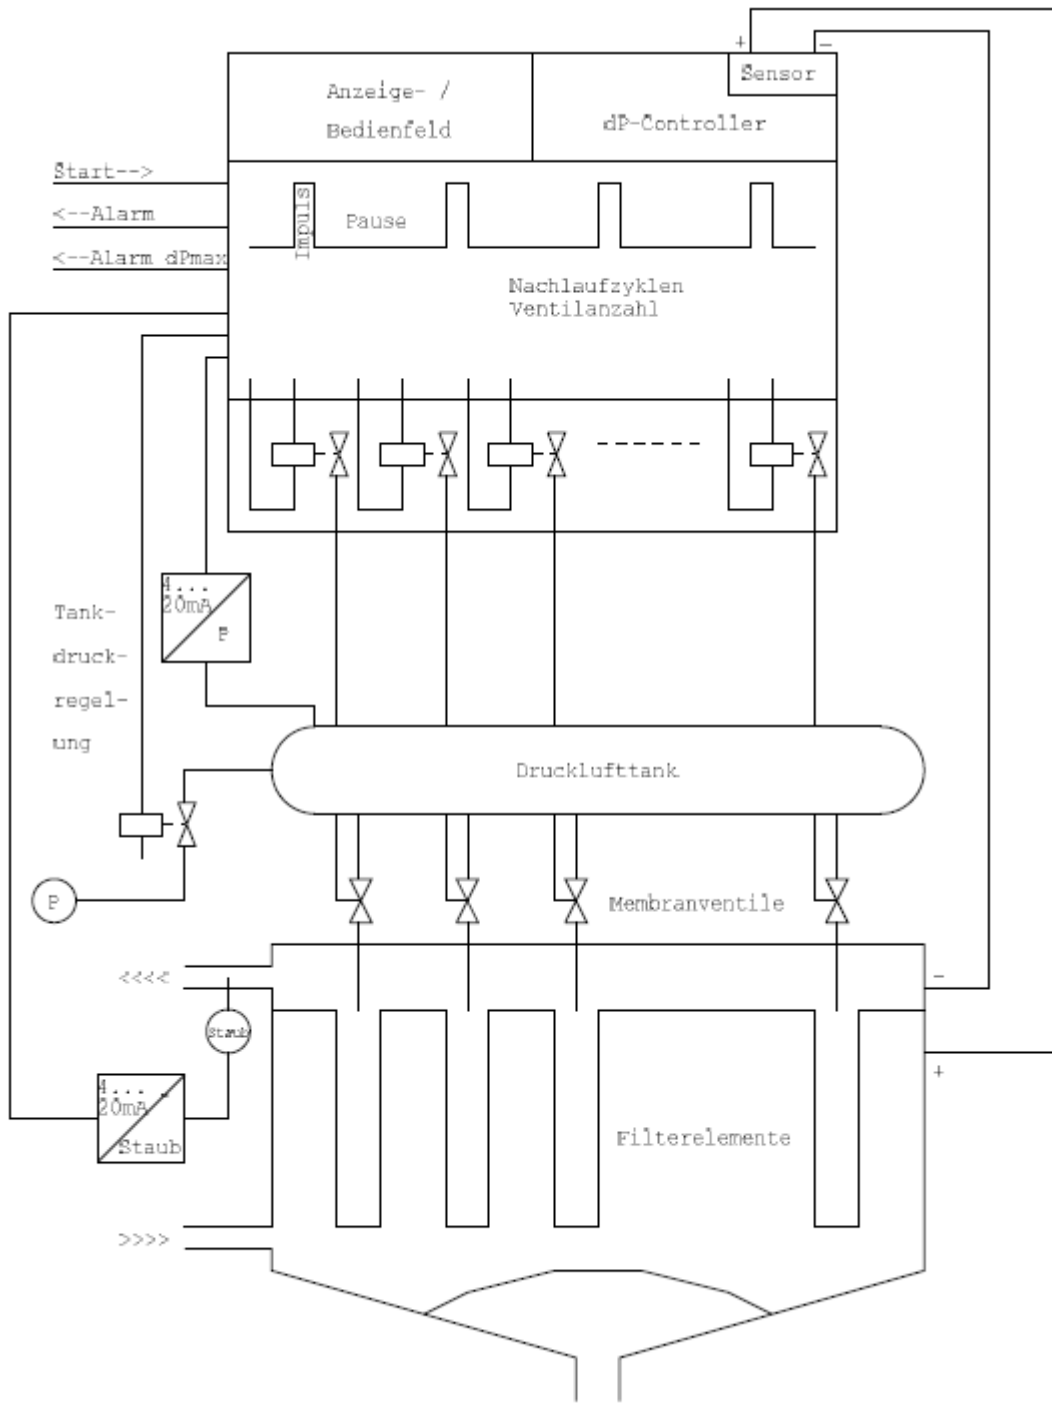 +
–
Sensor
Anzeige- /
Bedienfeld
dP-Controller
Start-->
<--Alarm
<--Alarm dPmax
Impuls
Pause
Nachlaufzyklen
Ventilanzahl
4...
20mA
P
Tank-
druck-
regel-
ung
Drucklufttank
P
Membranventile
<<<<
–
Staub
+
4...
20mA
Staub
Filterelemente
>>>>